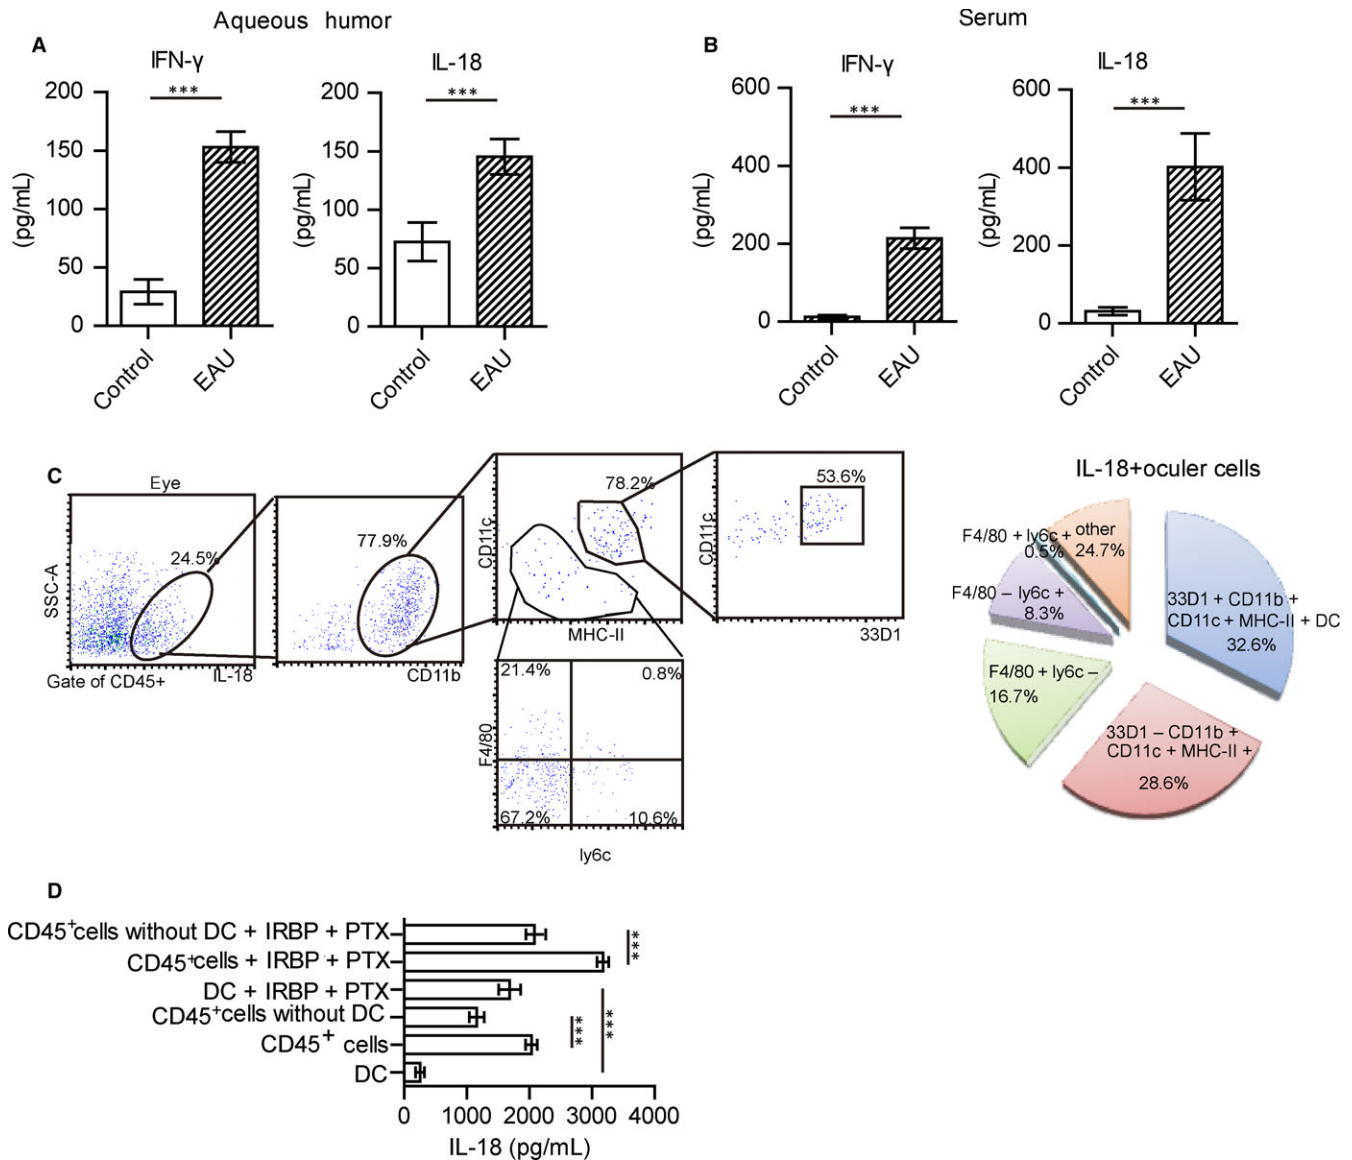 Aqueous humor
Serum
A
IFN-γ
***
200
150
100
50
0
(pg/mL)
Control
EAU
IL-18
***
200
150
100
50
0
(pg/mL)
Control
EAU
B
IFN-γ
***
600
400
200
0
(pg/mL)
Control
EAU
IL-18
***
600
400
200
0
(pg/mL)
Control
EAU
C
Eye
24.5%
SSC-A
Gate of CD45+
IL-18
77.9%
CD11b
78.2%
CD11c
MHC-II
53.6%
CD11c
33D1
21.4%
0.8%
F4/80
67.2%
10.6%
ly6c
IL-18+oculer cells
F4/80 + ly6c +
0.5%
other
24.7%
F4/80 – ly6c +
8.3%
F4/80 + ly6c –
16.7%
33D1 + CD11b +
CD11c + MHC-II + DC
32.6%
33D1 – CD11b +
CD11c + MHC-II +
28.6%
D
CD45+cells without DC + IRBP + PTX
CD45+cells + IRBP + PTX
DC + IRBP + PTX
CD45+cells without DC
CD45+ cells
DC
***
***
***
0 1000 2000 3000 4000
IL-18 (pg/mL)